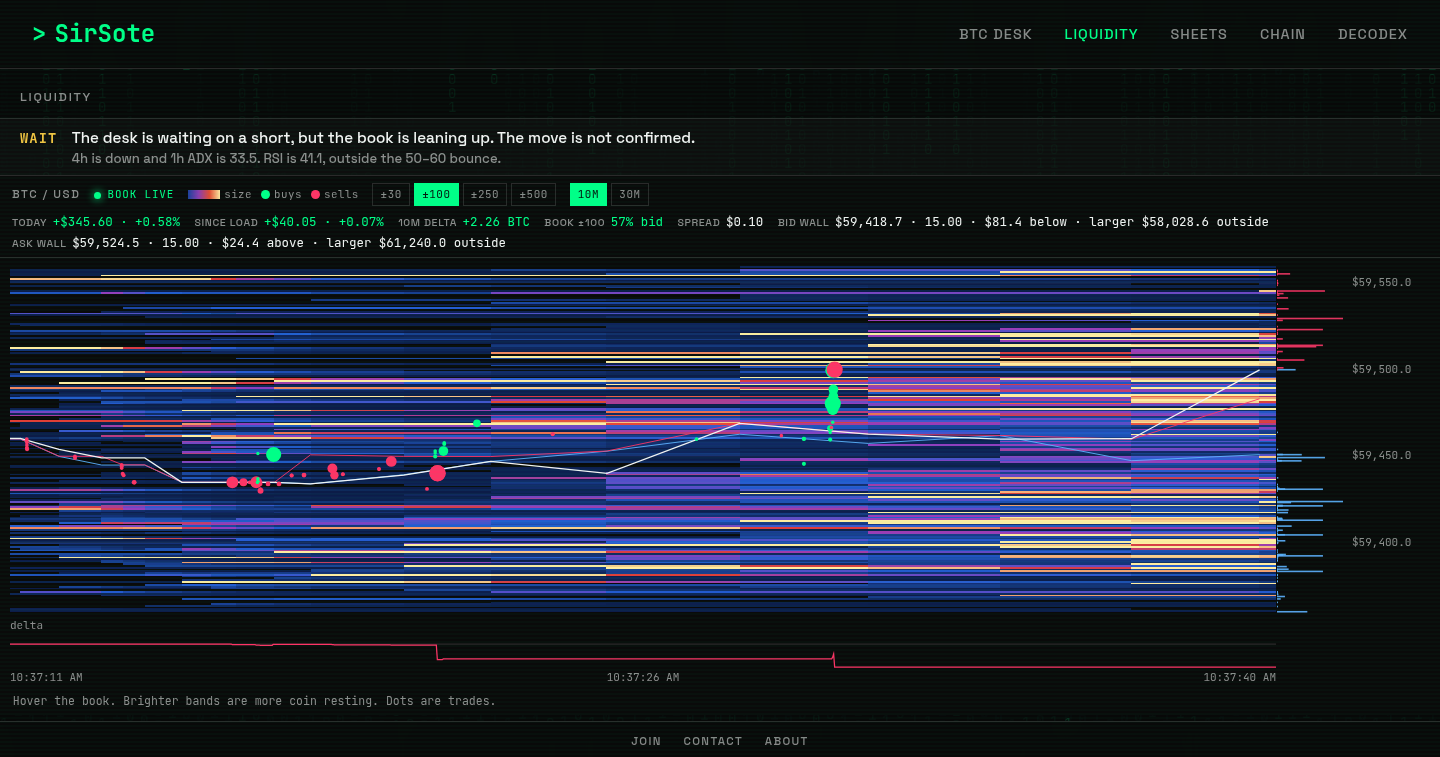 > SirSote
BTC DESK LIQUIDITY SHEETS CHAIN DECODEX
LIQUIDITY
WAIT The desk is waiting on a short, but the book is leaning up. The move is not confirmed.
4h is down and 1h ADX is 33.5. RSI is 41.1, outside the 50–60 bounce.
BTC / USD BOOK LIVE size buys sells ±30 ±100 ±250 ±500 10M 30M
TODAY +$345.60 · +0.58% SINCE LOAD +$40.05 · +0.07% 10M DELTA +2.26 BTC BOOK ±100 57% bid SPREAD $0.10 BID WALL $59,418.7 · 15.00 · $81.4 below · larger $58,028.6 outside
ASK WALL $59,524.5 · 15.00 · $24.4 above · larger $61,240.0 outside
$59,550.0
$59,500.0
$59,450.0
$59,400.0
delta
10:37:11 AM 10:37:26 AM 10:37:40 AM
Hover the book. Brighter bands are more coin resting. Dots are trades.
JOIN CONTACT ABOUT